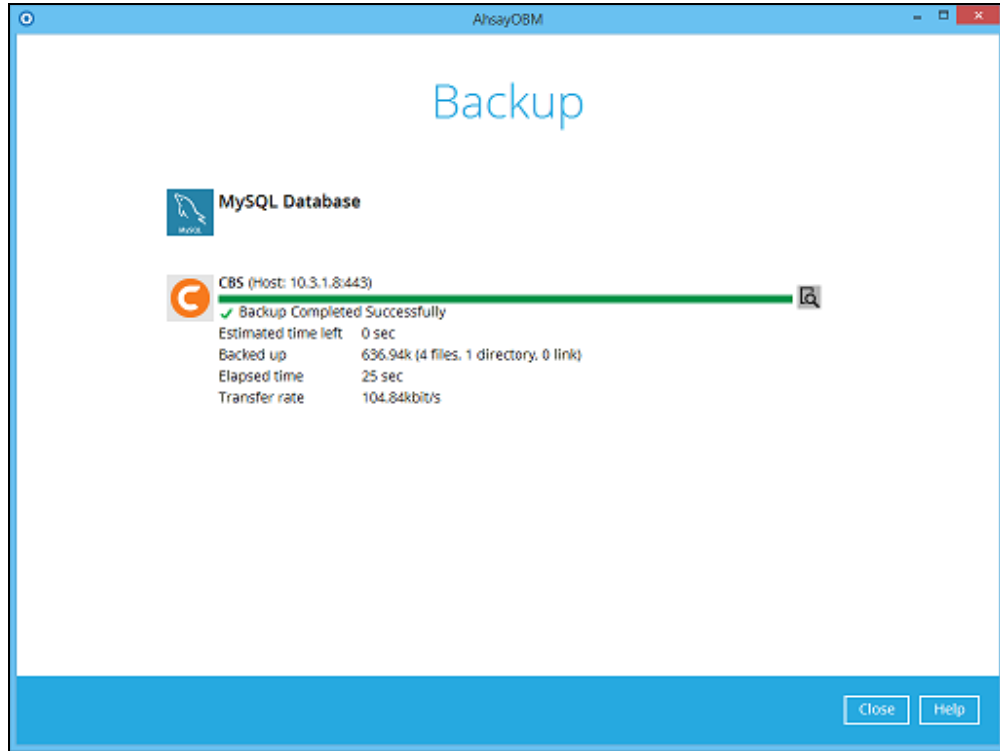 AhsayOBM
Backup
MySQL Database
MySQL
CBS (Host: 10.3.1.8:443)
Backup Completed Successfully
Estimated time left 0 sec
Backed up 636.94k (4 files, 1 directory, 0 link)
Elapsed time 25 sec
Transfer rate 104.84kbit/s
Close Help